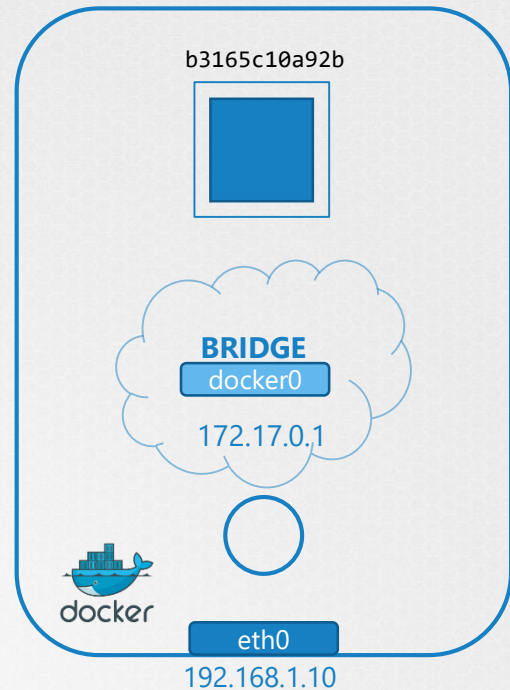 b3165c10a92b
BRIDGE
docker0
172.17.0.1
docker
eth0
192.168.1.10